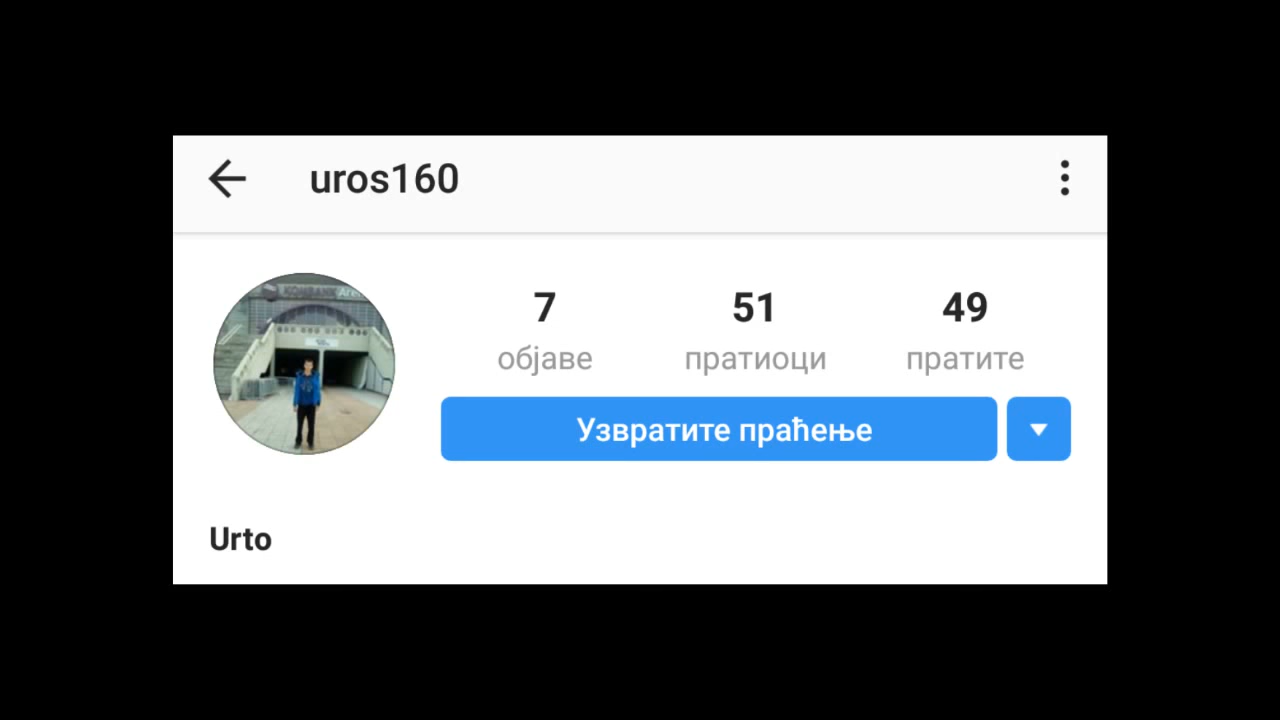 uros160
7 51 49
објаве пратиоци пратите
Узвратите праћење
Urto